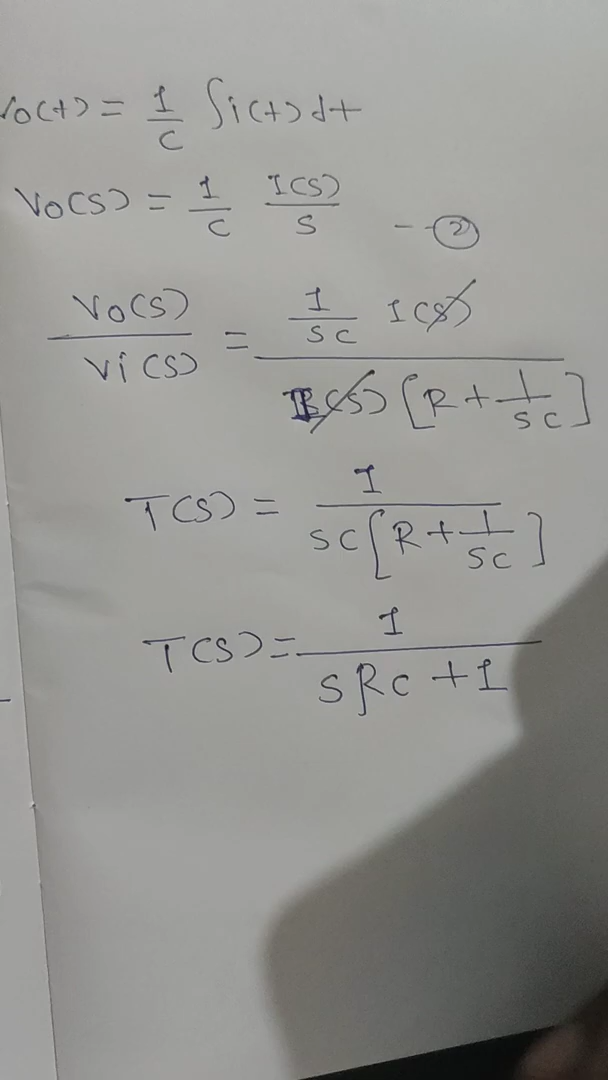 Vo(t) = 1/C ∫i(t)dt
Vo(s) = 1/C I(s)/s --②
Vo(s)/Vi(s) = 1/sC I(s) / I(s)[R + 1/sC]
T(s) = 1/sC[R + 1/sC]
T(s) = 1/sRC + 1